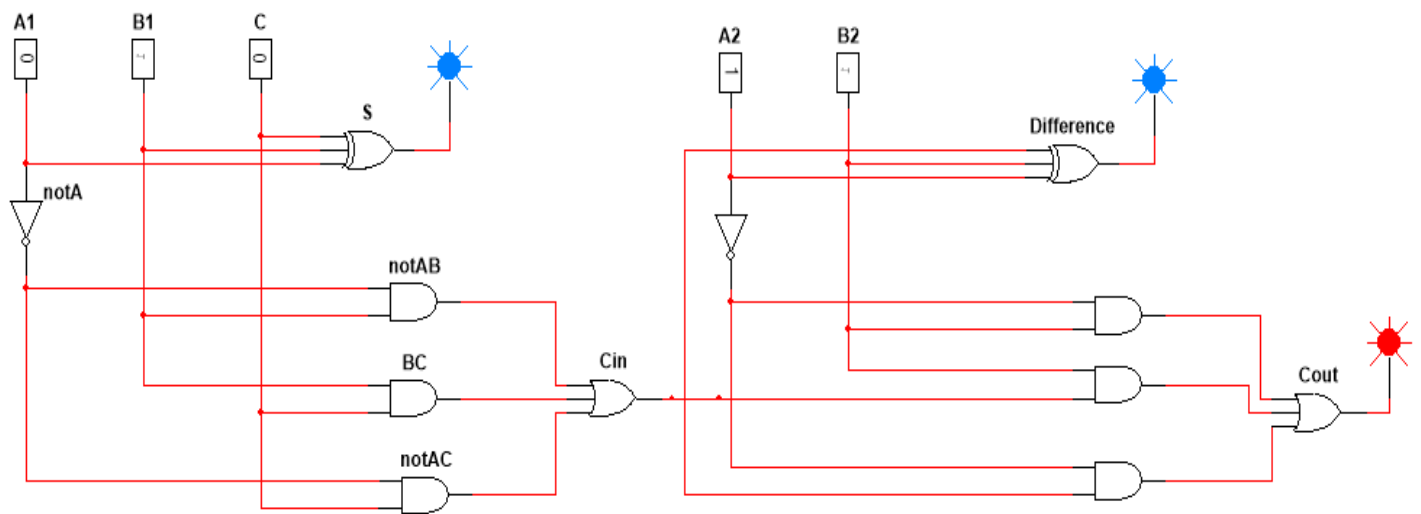 A1 B1 C A2 B2
0 0 1
S
Difference
notA
notAB
BC
Cin
Cout
notAC